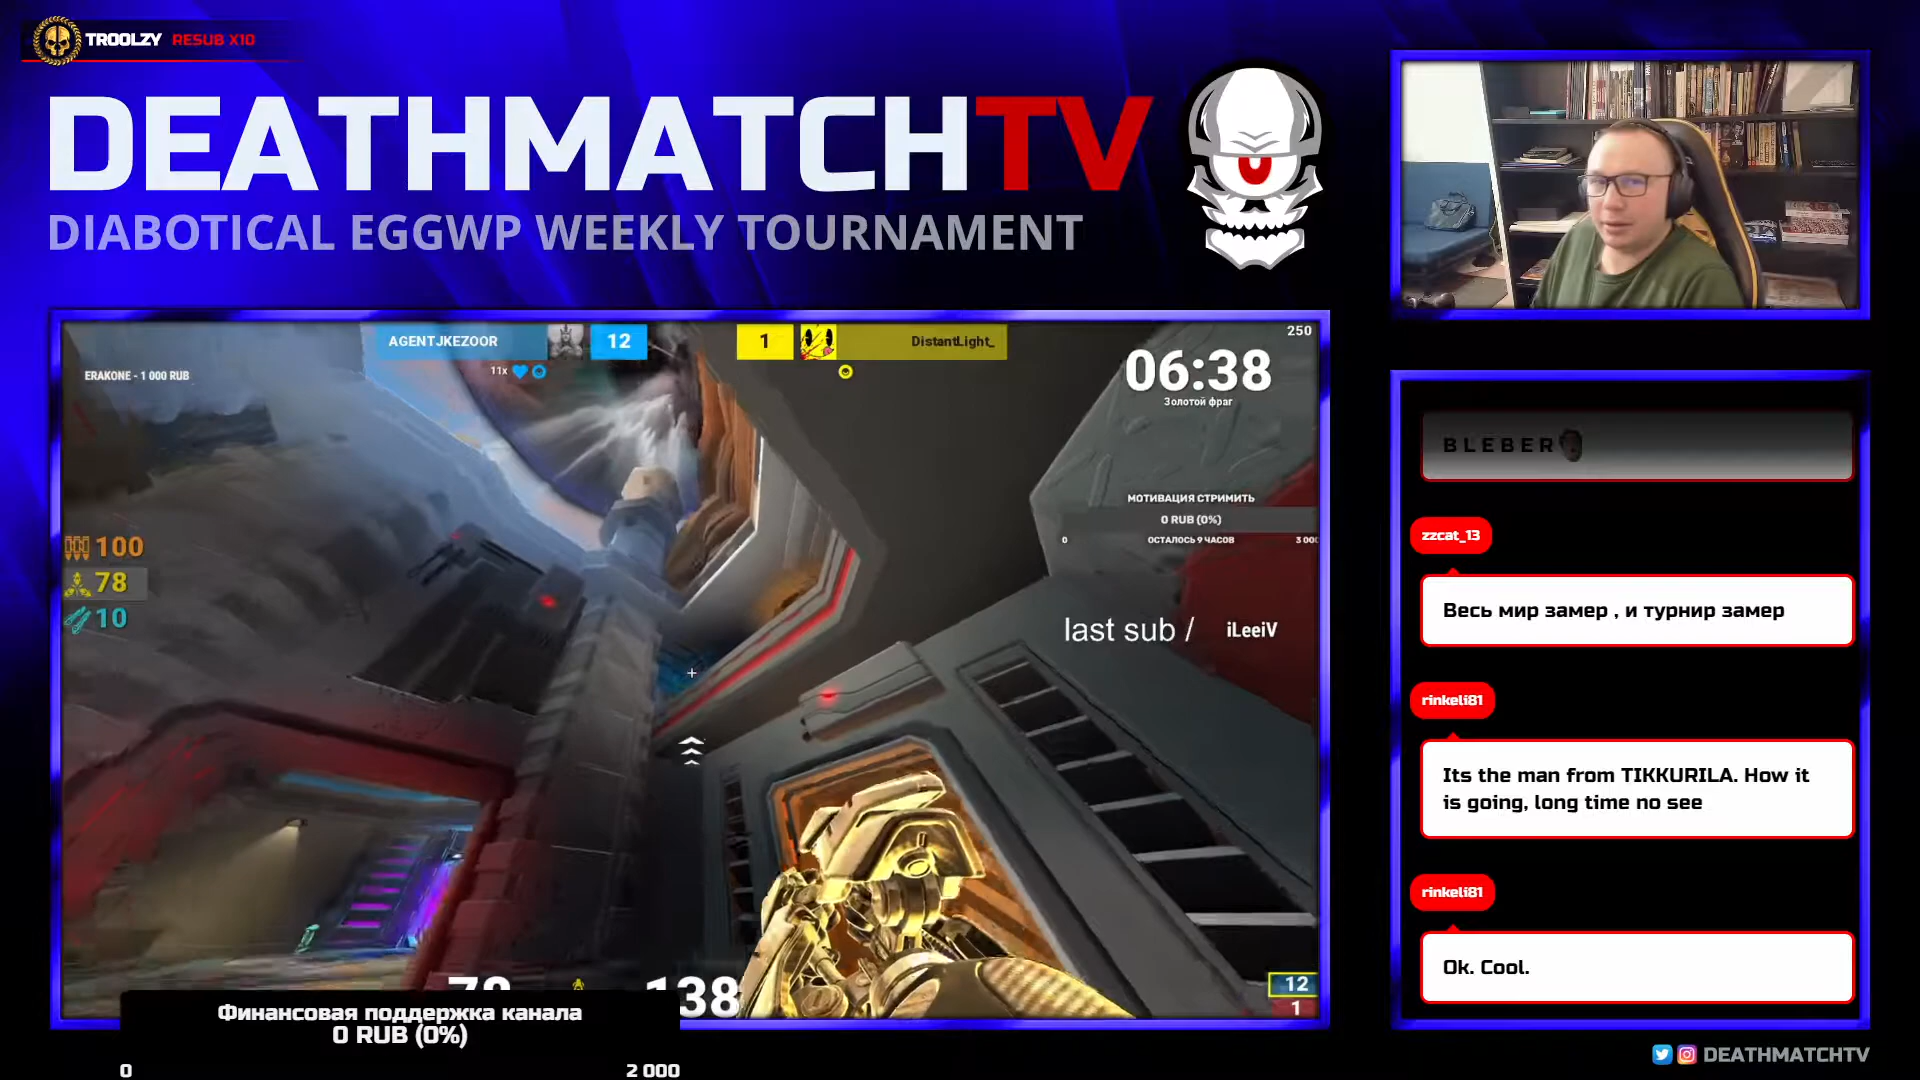 TROOLZY RESUB X10
DEATHMATCHTV
DIABOTICAL EGGWP WEEKLY TOURNAMENT
AGENTJKEZOOR 12 1 DistantLight_
11x
250
06:38
Золотой фраг
ERAKONE - 1 000 RUB
МОТИВАЦИЯ СТРИМИТЬ
0 RUB (0%)
0 ОСТАЛОСЬ 9 ЧАСОВ
100
78
10
last sub / iLeeiV
138
12
1
Финансовая поддержка канала
0 RUB (0%)
0 2 000
B L E B E R
zzcat_13
Весь мир замер , и турнир замер
rinkeli81
Its the man from TIKKURILA. How it
is going, long time no see
rinkeli81
Ok. Cool.
DEATHMATCHTV